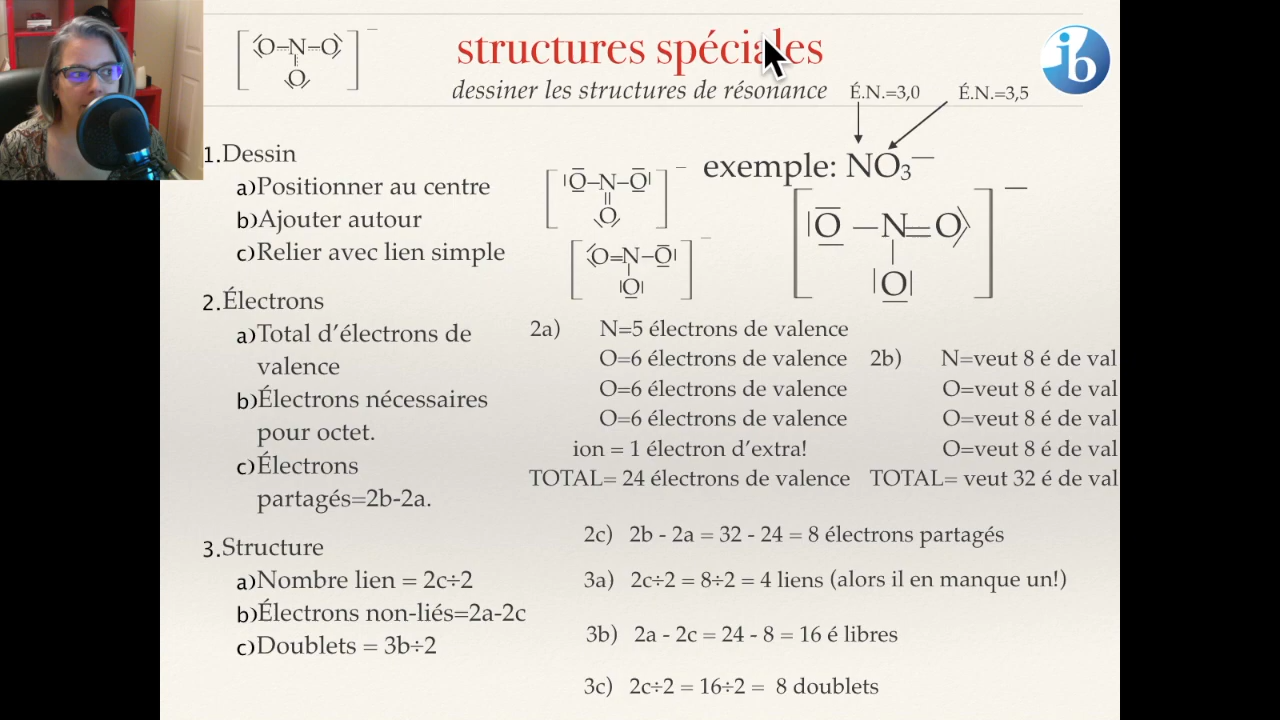 structures spéciales
dessiner les structures de résonance
ib
É.N.=3,0
É.N.=3,5
exemple: NO₃⁻
O–N–O
O
–
|O–N–O|
O
–
O=N–O|
|O|
–
|O –N=O
|O|
–
1.Dessin
a)Positionner au centre
b)Ajouter autour
c)Relier avec lien simple
2.Électrons
a)Total d'électrons de
valence
b)Électrons nécessaires
pour octet.
c)Électrons
partagés=2b-2a.
3.Structure
a)Nombre lien = 2c÷2
b)Électrons non-liés=2a-2c
c)Doublets = 3b÷2
2a) N=5 électrons de valence
O=6 électrons de valence
O=6 électrons de valence
O=6 électrons de valence
ion = 1 électron d'extra!
TOTAL= 24 électrons de valence
2b) N=veut 8 é de val
O=veut 8 é de val
O=veut 8 é de val
O=veut 8 é de val
TOTAL= veut 32 é de val
2c) 2b - 2a = 32 - 24 = 8 électrons partagés
3a) 2c÷2 = 8÷2 = 4 liens (alors il en manque un!)
3b) 2a - 2c = 24 - 8 = 16 é libres
3c) 2c÷2 = 16÷2 = 8 doublets